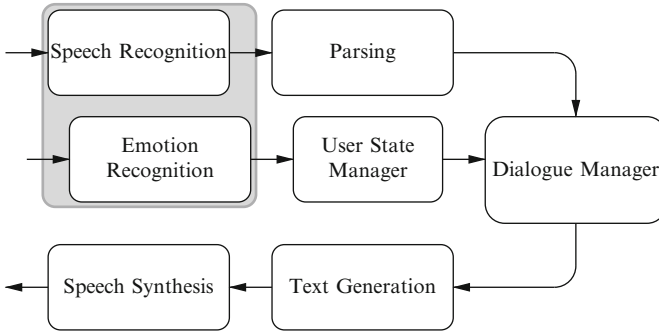 Speech Recognition
Parsing
Emotion
Recognition
User State
Manager
Dialogue Manager
Speech Synthesis
Text Generation